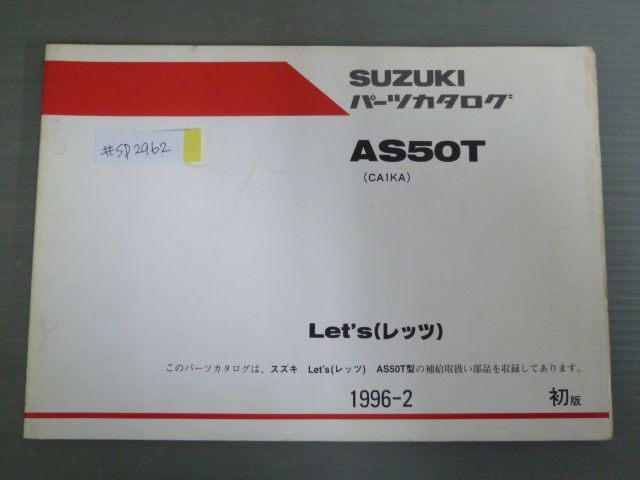 SUZUKI
パーツカタログ
#SP2962
AS50T
(CA1KA)
Let's(レッツ)
このパーツカタログは、スズキ Let's(レッツ) AS50T型の補給取扱い部品を収録してあります。
1996-2 初版